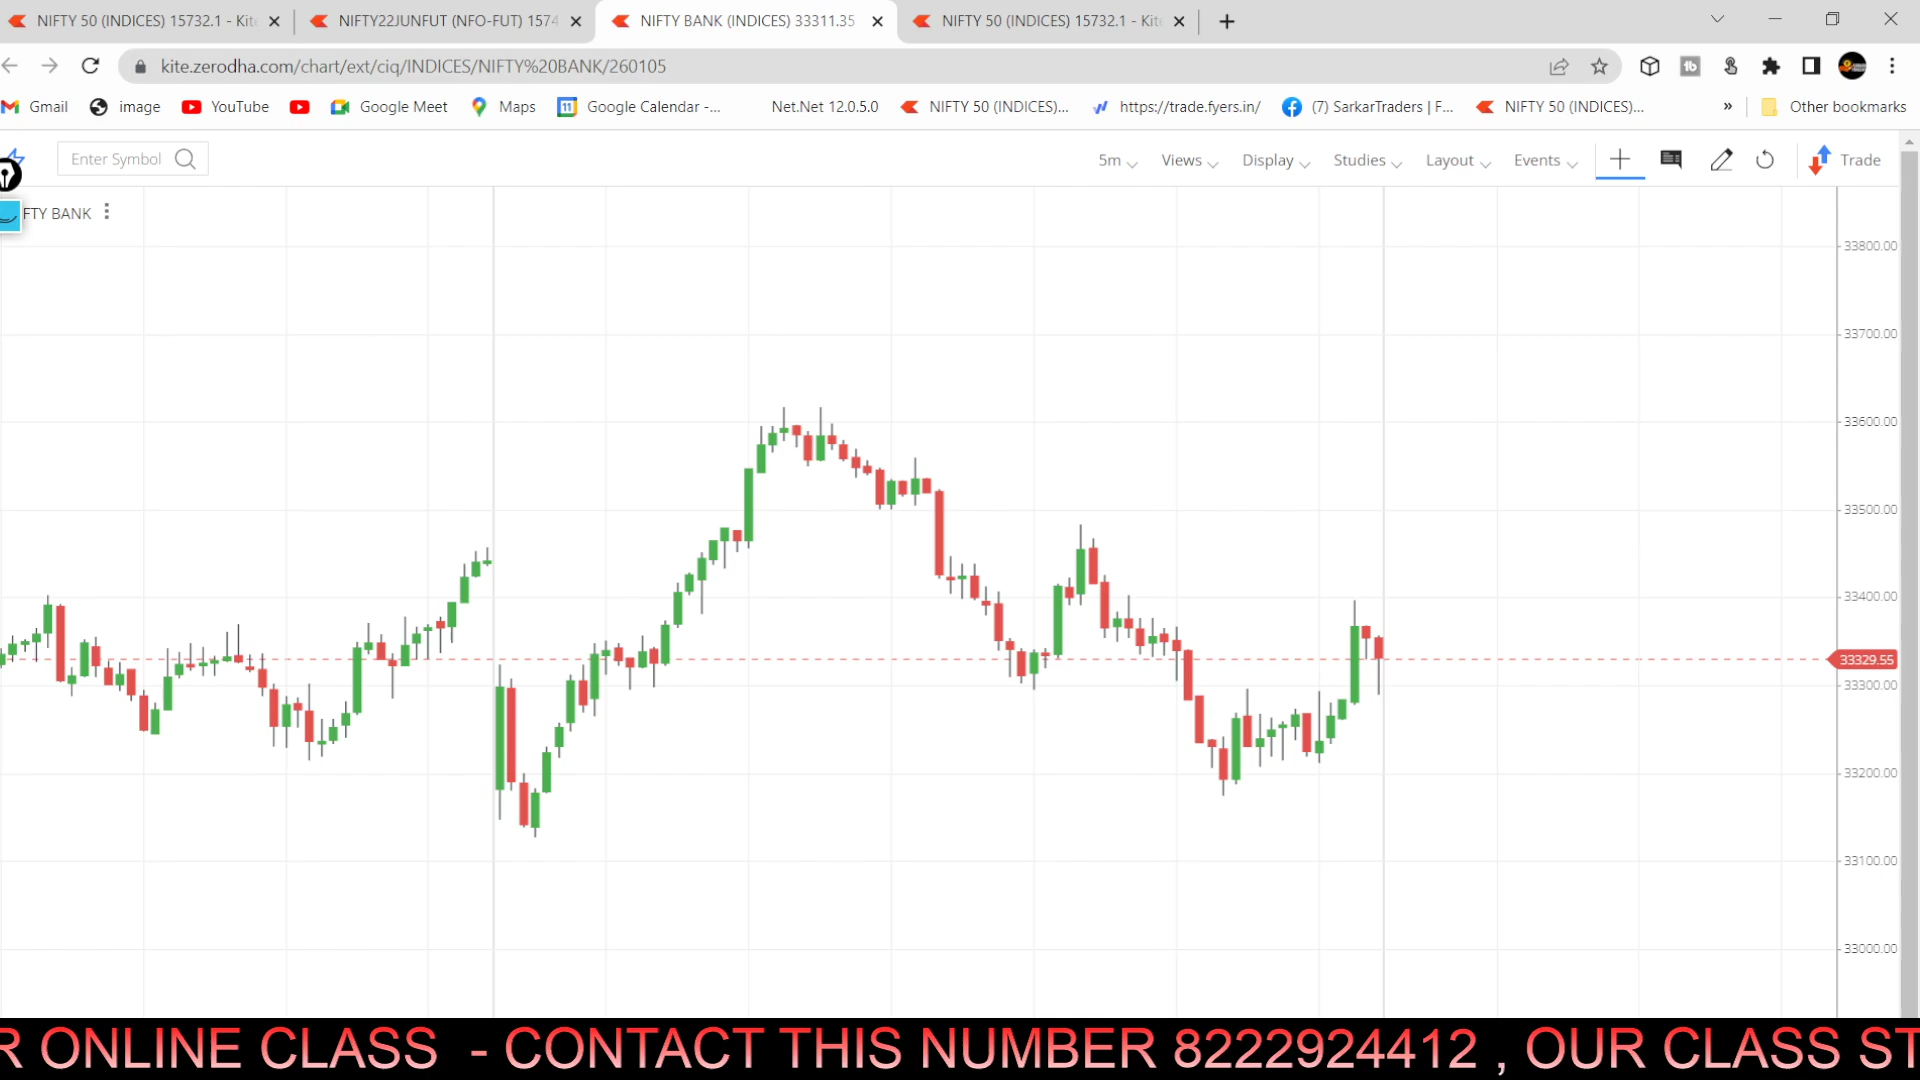 NIFTY 50 (INDICES) 15732.1 - Kite
NIFTY22JUNFUT (NFO-FUT) 1574
NIFTY BANK (INDICES) 33311.35
NIFTY 50 (INDICES) 15732.1 - Kite
kite.zerodha.com/chart/ext/ciq/INDICES/NIFTY%20BANK/260105
Gmail
image
YouTube
Google Meet
Maps
Google Calendar -...
Net.Net 12.0.5.0
NIFTY 50 (INDICES)...
https://trade.fyers.in/
(7) SarkarTraders | F...
NIFTY 50 (INDICES)...
»
Other bookmarks
Enter Symbol
5m
Views
Display
Studies
Layout
Events
Trade
FTY BANK
33800.00
33700.00
33600.00
33500.00
33400.00
33329.55
33300.00
33200.00
33100.00
33000.00
R ONLINE CLASS - CONTACT THIS NUMBER 8222924412 , OUR CLASS ST